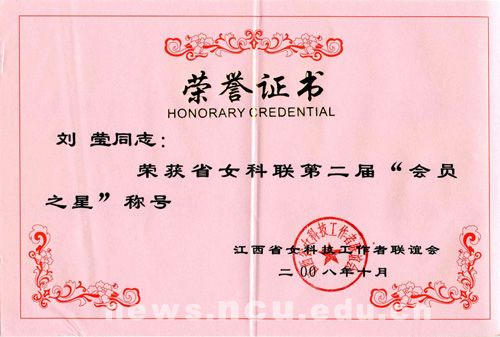 荣誉证书
HONORARY CREDENTIAL
刘 莹同志：
荣获省女科联第二届“会员
之星”称号
江西省女科技工作者联谊会
二00八年十月
news.ncu.edu.cn